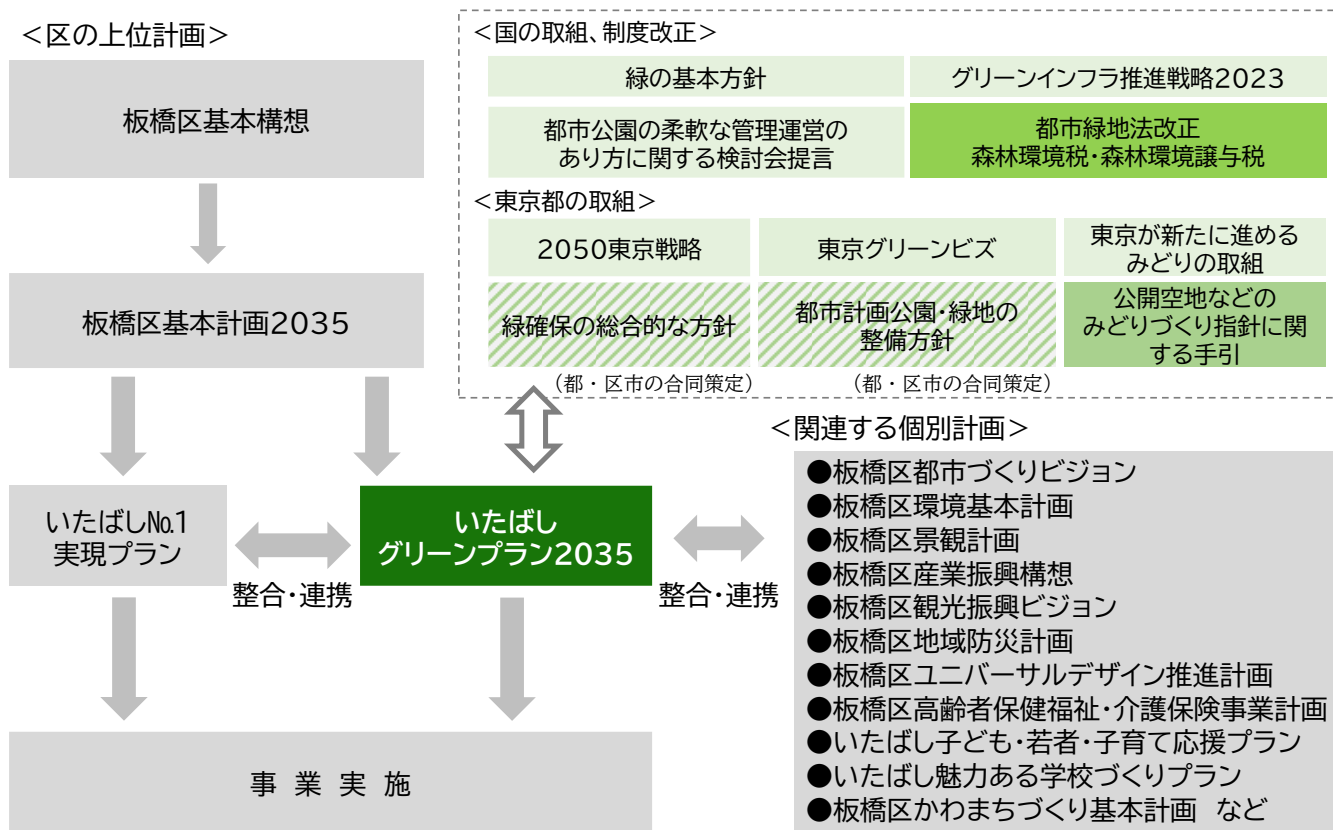 ＜区の上位計画＞
板橋区基本構想
板橋区基本計画2035
いたばし№1
実現プラン
整合・連携
いたばし
グリーンプラン2035
整合・連携
事 業 実 施
＜国の取組、制度改正＞
緑の基本方針
グリーンインフラ推進戦略2023
都市公園の柔軟な管理運営の
あり方に関する検討会提言
都市緑地法改正
森林環境税・森林環境譲与税
＜東京都の取組＞
2050東京戦略
東京グリーンビズ
東京が新たに進める
みどりの取組
緑確保の総合的な方針
都市計画公園・緑地の
整備方針
公開空地などの
みどりづくり指針に関
する手引
（都・区市の合同策定）
（都・区市の合同策定）
＜関連する個別計画＞
●板橋区都市づくりビジョン
●板橋区環境基本計画
●板橋区景観計画
●板橋区産業振興構想
●板橋区観光振興ビジョン
●板橋区地域防災計画
●板橋区ユニバーサルデザイン推進計画
●板橋区高齢者保健福祉・介護保険事業計画
●いたばし子ども・若者・子育て応援プラン
●いたばし魅力ある学校づくりプラン
●板橋区かわまちづくり基本計画　など